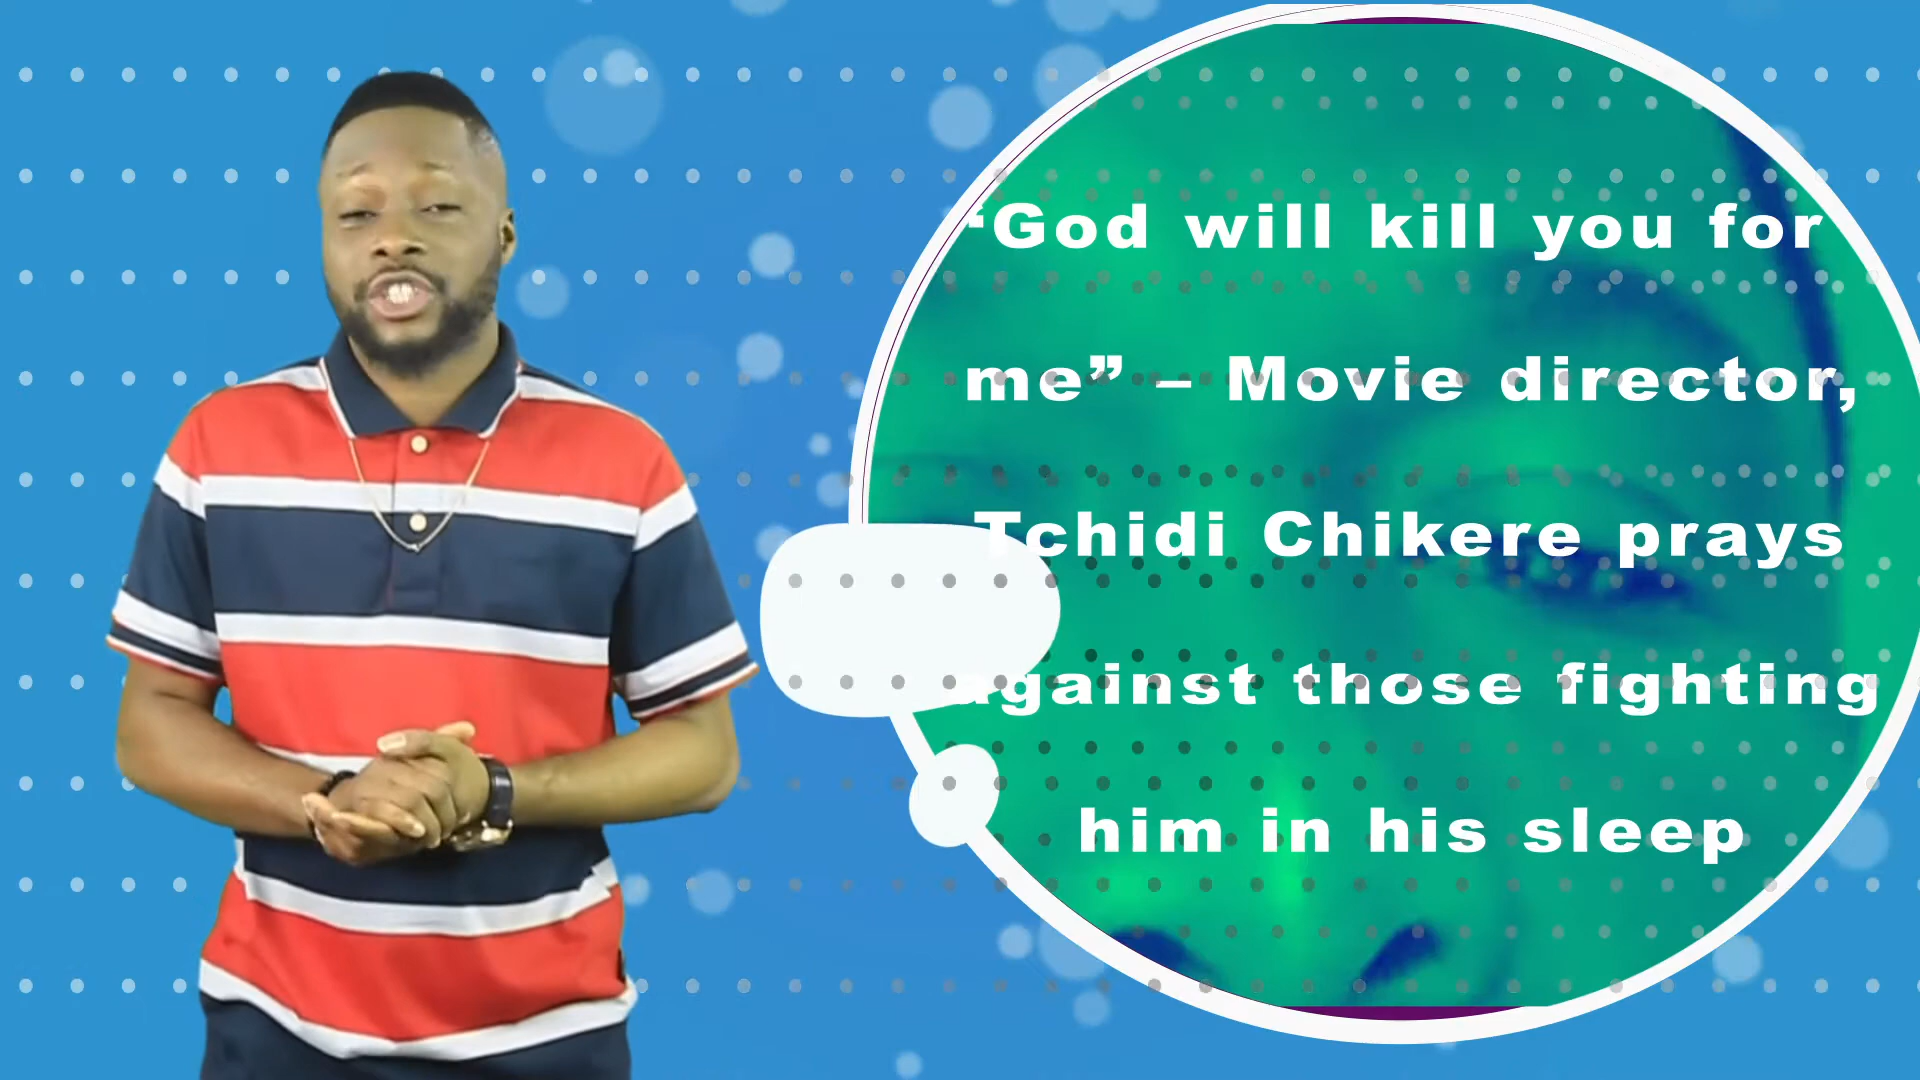 “God will kill you for
me” – Movie director,
Tchidi Chikere prays
against those fighting
him in his sleep